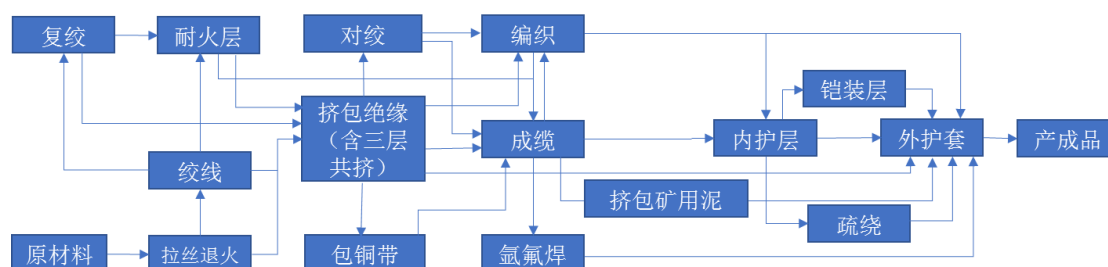 复绞
耐火层
对绞
编织
铠装层
挤包绝缘
（含三层
共挤）
成缆
内护层
外护套
产成品
绞线
挤包矿用泥
疏绕
原材料
拉丝退火
包铜带
氩氟焊